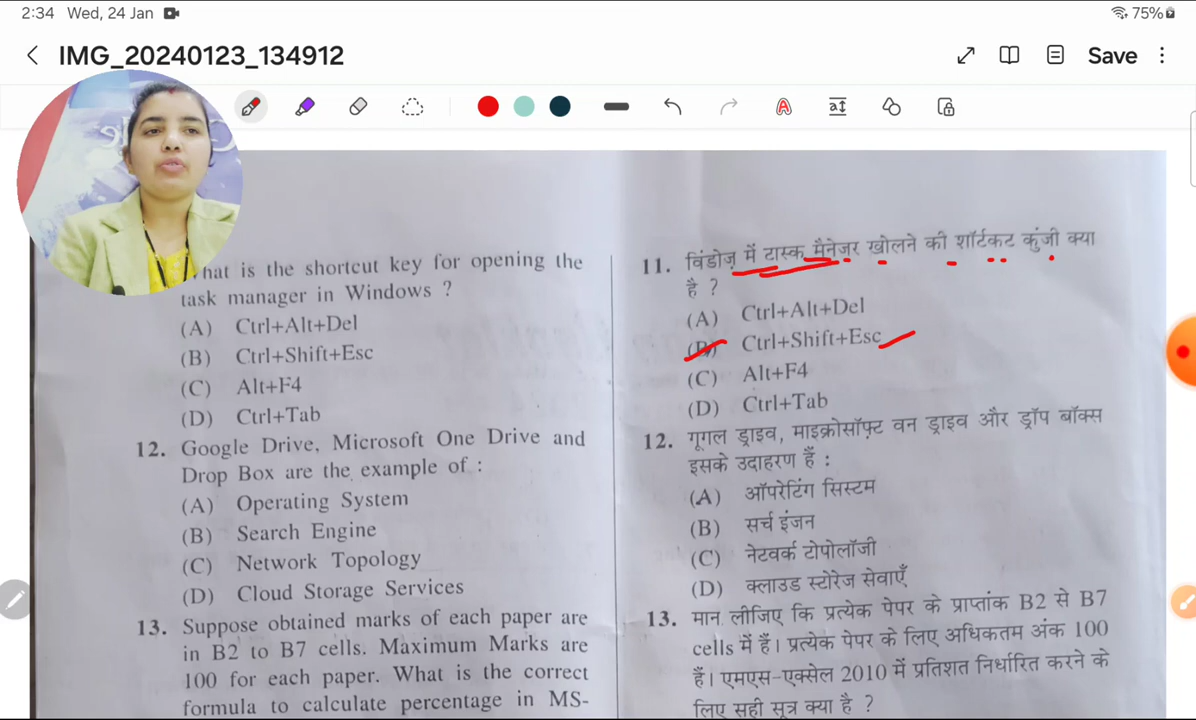 2:34 Wed, 24 Jan
75%
IMG_20240123_134912
Save
hat is the shortcut key for opening the
task manager in Windows ?
(A) Ctrl+Alt+Del
(B) Ctrl+Shift+Esc
(C) Alt+F4
(D) Ctrl+Tab
12. Google Drive, Microsoft One Drive and
Drop Box are the example of :
(A) Operating System
(B) Search Engine
(C) Network Topology
(D) Cloud Storage Services
13. Suppose obtained marks of each paper are
in B2 to B7 cells. Maximum Marks are
100 for each paper. What is the correct
formula to calculate percentage in MS-
11. विंडोज़ में टास्क मैनेजर खोलने की शॉर्टकट कुंजी क्या
है ?
(A) Ctrl+Alt+Del
(B) Ctrl+Shift+Esc
(C) Alt+F4
(D) Ctrl+Tab
12. गूगल ड्राइव, माइक्रोसॉफ़्ट वन ड्राइव और ड्रॉप बॉक्स
इसके उदाहरण हैं :
(A) ऑपरेटिंग सिस्टम
(B) सर्च इंजन
(C) नेटवर्क टोपोलॉजी
(D) क्लाउड स्टोरेज सेवाएँ
13. मान लीजिए कि प्रत्येक पेपर के प्राप्तांक B2 से B7
cells में हैं। प्रत्येक पेपर के लिए अधिकतम अंक 100
हैं। एमएस-एक्सेल 2010 में प्रतिशत निर्धारित करने के
लिए सही सूत्र क्या है ?